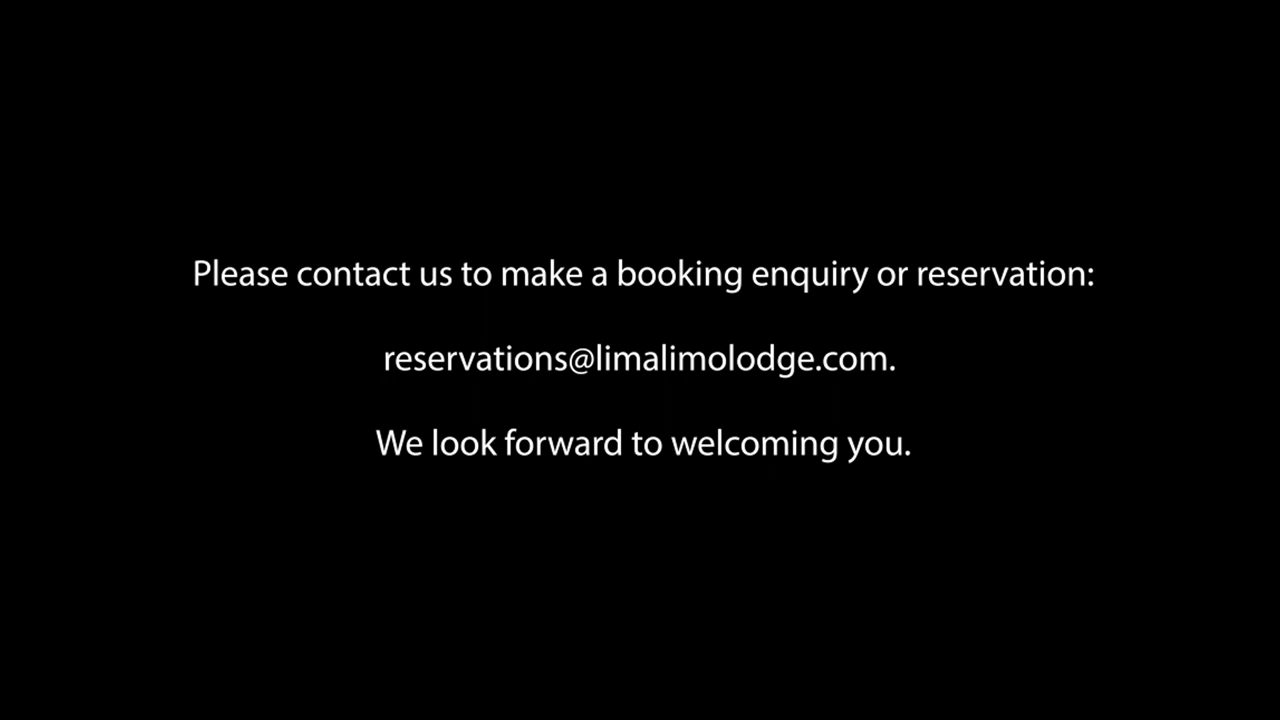 Please contact us to make a booking enquiry or reservation:
reservations@limalimolodge.com.
We look forward to welcoming you.